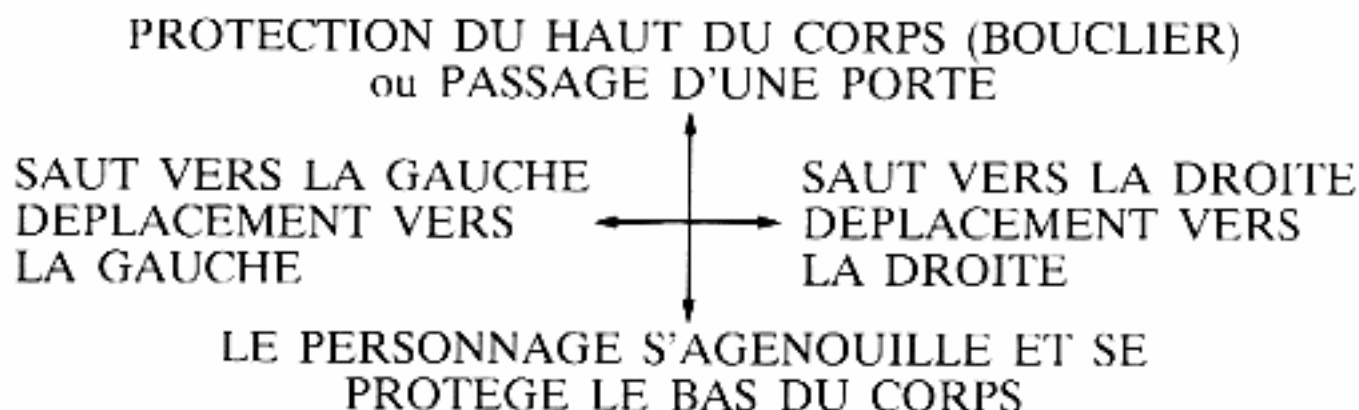 PROTECTION DU HAUT DU CORPS (BOUCLIER)
ou PASSAGE D'UNE PORTE
SAUT VERS LA GAUCHE
DEPLACEMENT VERS
LA GAUCHE
SAUT VERS LA DROITE
DEPLACEMENT VERS
LA DROITE
LE PERSONNAGE S'AGENOUILLE ET SE
PROTEGE LE BAS DU CORPS